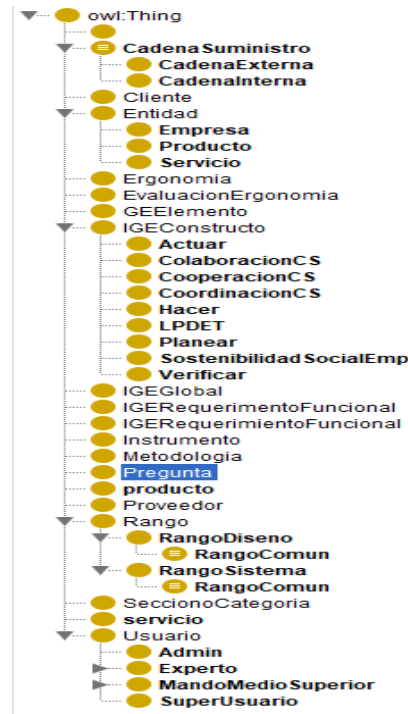 owl:Thing
CadenaSuministro
CadenaExterna
CadenaInterna
Cliente
Entidad
Empresa
Producto
Servicio
Ergonomia
EvaluacionErgonomia
GEElemento
IGEConstructo
Actuar
ColaboracionCS
CooperacionCS
CoordinacionCS
Hacer
LPDET
Planear
SostenibilidadSocialEmp
Verificar
IGEGlobal
IGERequerimentoFuncional
IGERequerimientoFuncional
Instrumento
Metodologia
Pregunta
producto
Proveedor
Rango
RangoDiseno
RangoComun
RangoSistema
RangoComun
SeccionoCategoria
servicio
Usuario
Admin
Experto
MandoMedioSuperior
SuperUsuario